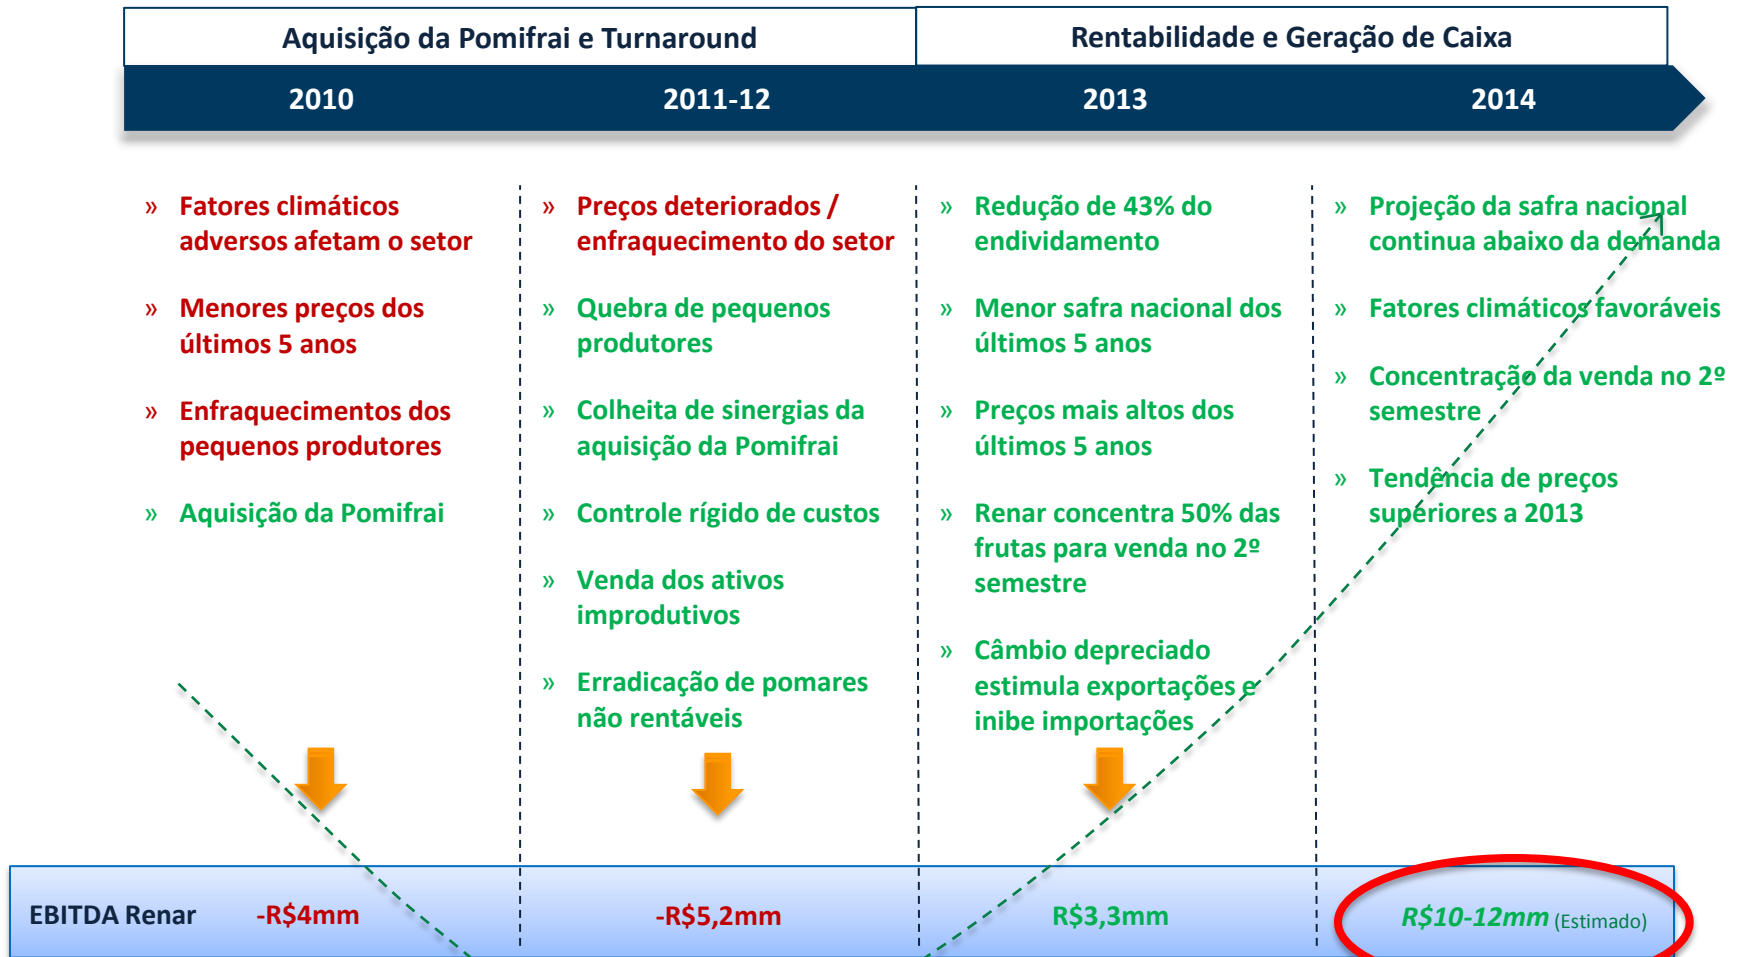 Aquisição da Pomifrai e Turnaround
Rentabilidade e Geração de Caixa
2010
2011-12
2013
2014
» Fatores climáticos
adversos afetam o setor
» Menores preços dos
últimos 5 anos
» Enfraquecimentos dos
pequenos produtores
» Aquisição da Pomifrai
» Preços deteriorados /
enfraquecimento do setor
» Quebra de pequenos
produtores
» Colheita de sinergias da
aquisição da Pomifrai
» Controle rígido de custos
» Venda dos ativos
improdutivos
» Erradicação de pomares
não rentáveis
» Redução de 43% do
endividamento
» Menor safra nacional dos
últimos 5 anos
» Preços mais altos dos
últimos 5 anos
» Renar concentra 50% das
frutas para venda no 2º
semestre
» Câmbio depreciado
estimula exportações e
inibe importações
» Projeção da safra nacional
continua abaixo da demanda
» Fatores climáticos favoráveis
» Concentração da venda no 2º
semestre
» Tendência de preços
superiores a 2013
EBITDA Renar -R$4mm -R$5,2mm R$3,3mm R$10-12mm (Estimado)